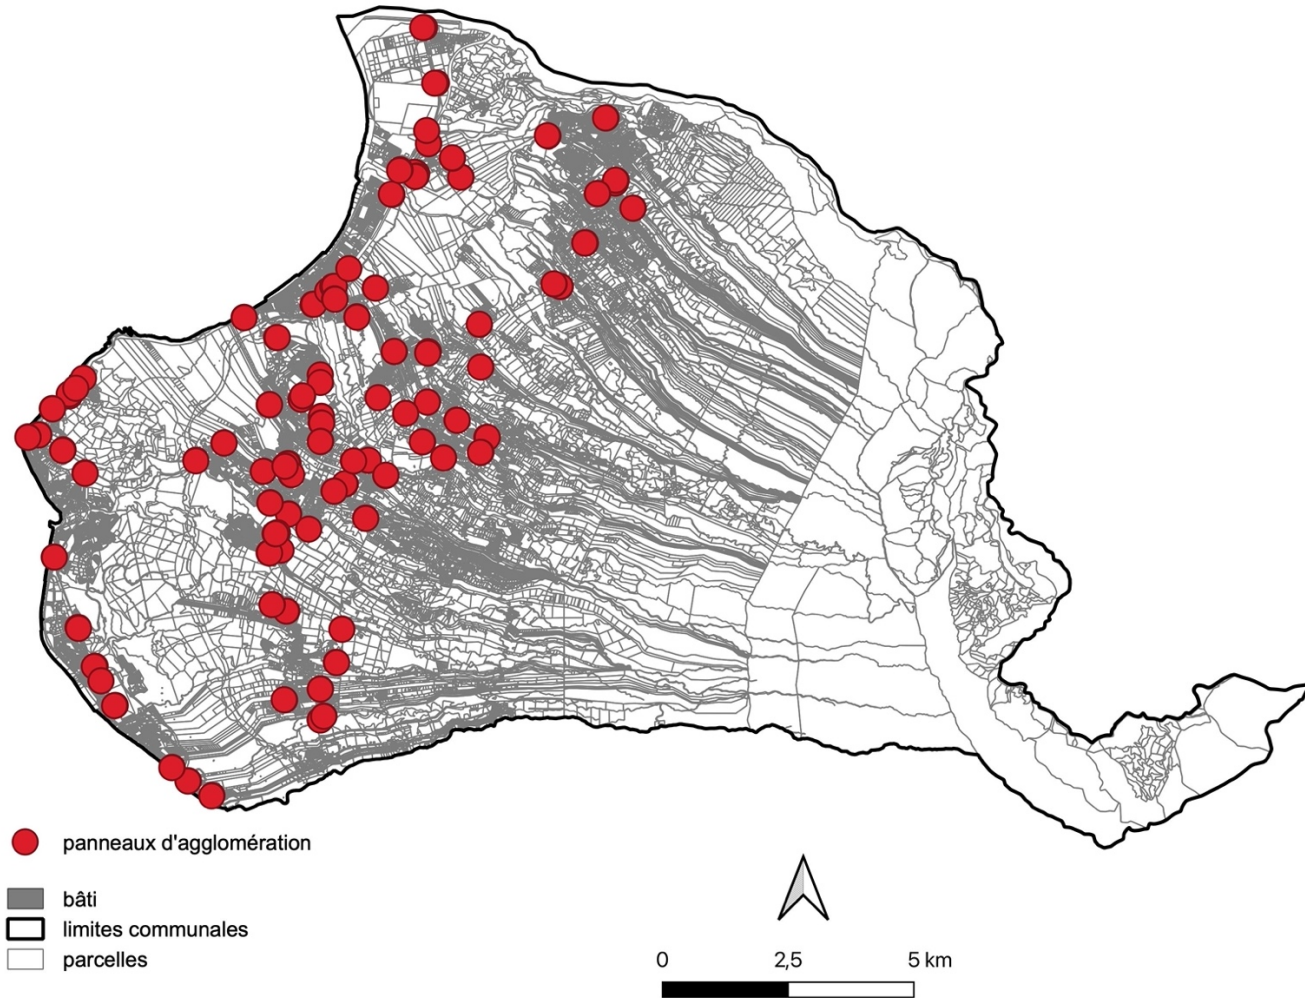 panneaux d'agglomération
bâti
limites communales
parcelles
0 2,5 5 km